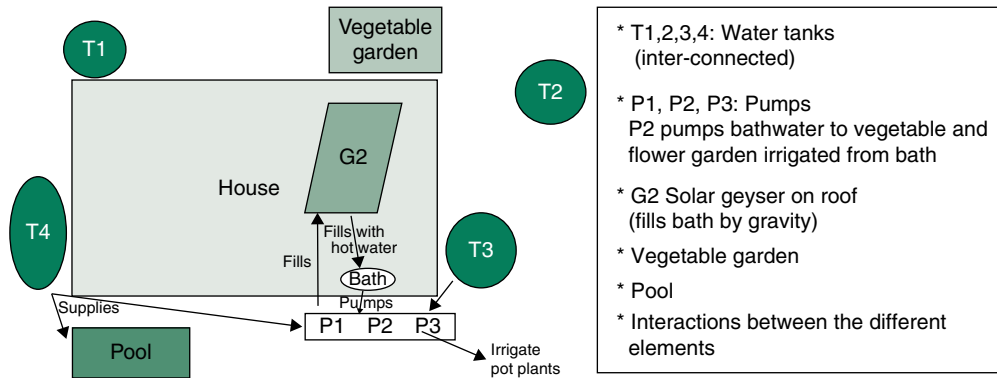 T1
Vegetable
garden
T2
G2
House
T4
Fills with
hot water
Fills
T3
Bath
Supplies
Pumps
P1 P2 P3
Pool
Irrigate
pot plants
* T1,2,3,4: Water tanks
(inter-connected)
* P1, P2, P3: Pumps
P2 pumps bathwater to vegetable and
flower garden irrigated from bath
* G2 Solar geyser on roof
(fills bath by gravity)
* Vegetable garden
* Pool
* Interactions between the different
elements